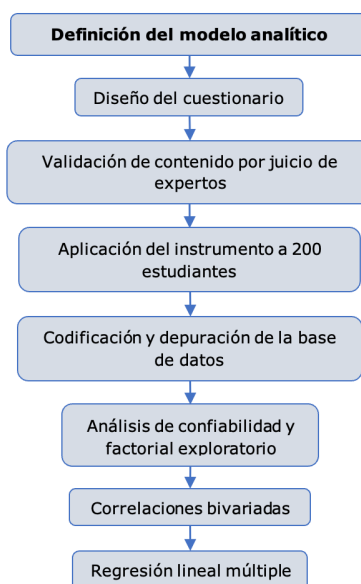 Definición del modelo analítico
Diseño del cuestionario
Validación de contenido por juicio de
expertos
Aplicación del instrumento a 200
estudiantes
Codificación y depuración de la base
de datos
Análisis de confiabilidad y
factorial exploratorio
Correlaciones bivariadas
Regresión lineal múltiple